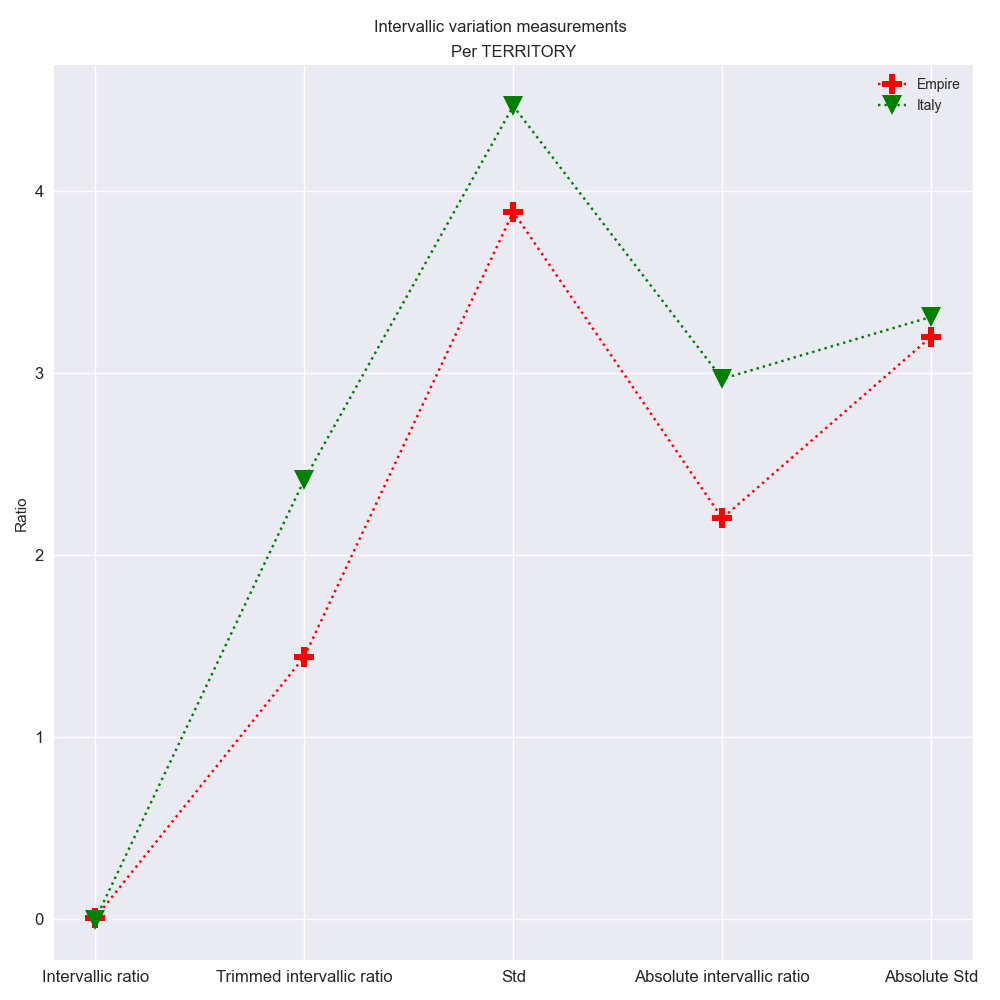 Intervallic variation measurements
Per TERRITORY
Empire
Italy
4
3
2
1
0
Ratio
Intervallic ratio
Trimmed intervallic ratio
Std
Absolute intervallic ratio
Absolute Std